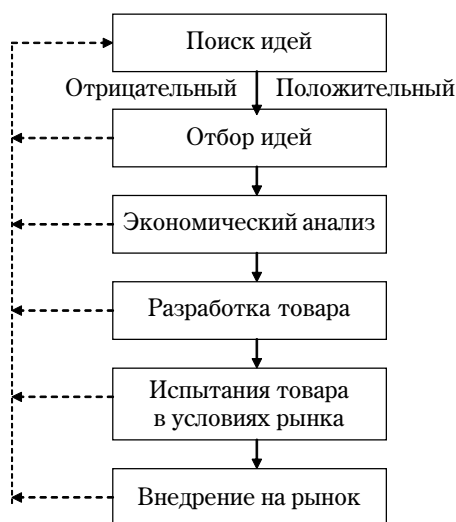 Поиск идей
Отрицательный Положительный
Отбор идей
Экономический анализ
Разработка товара
Испытания товара
в условиях рынка
Внедрение на рынок